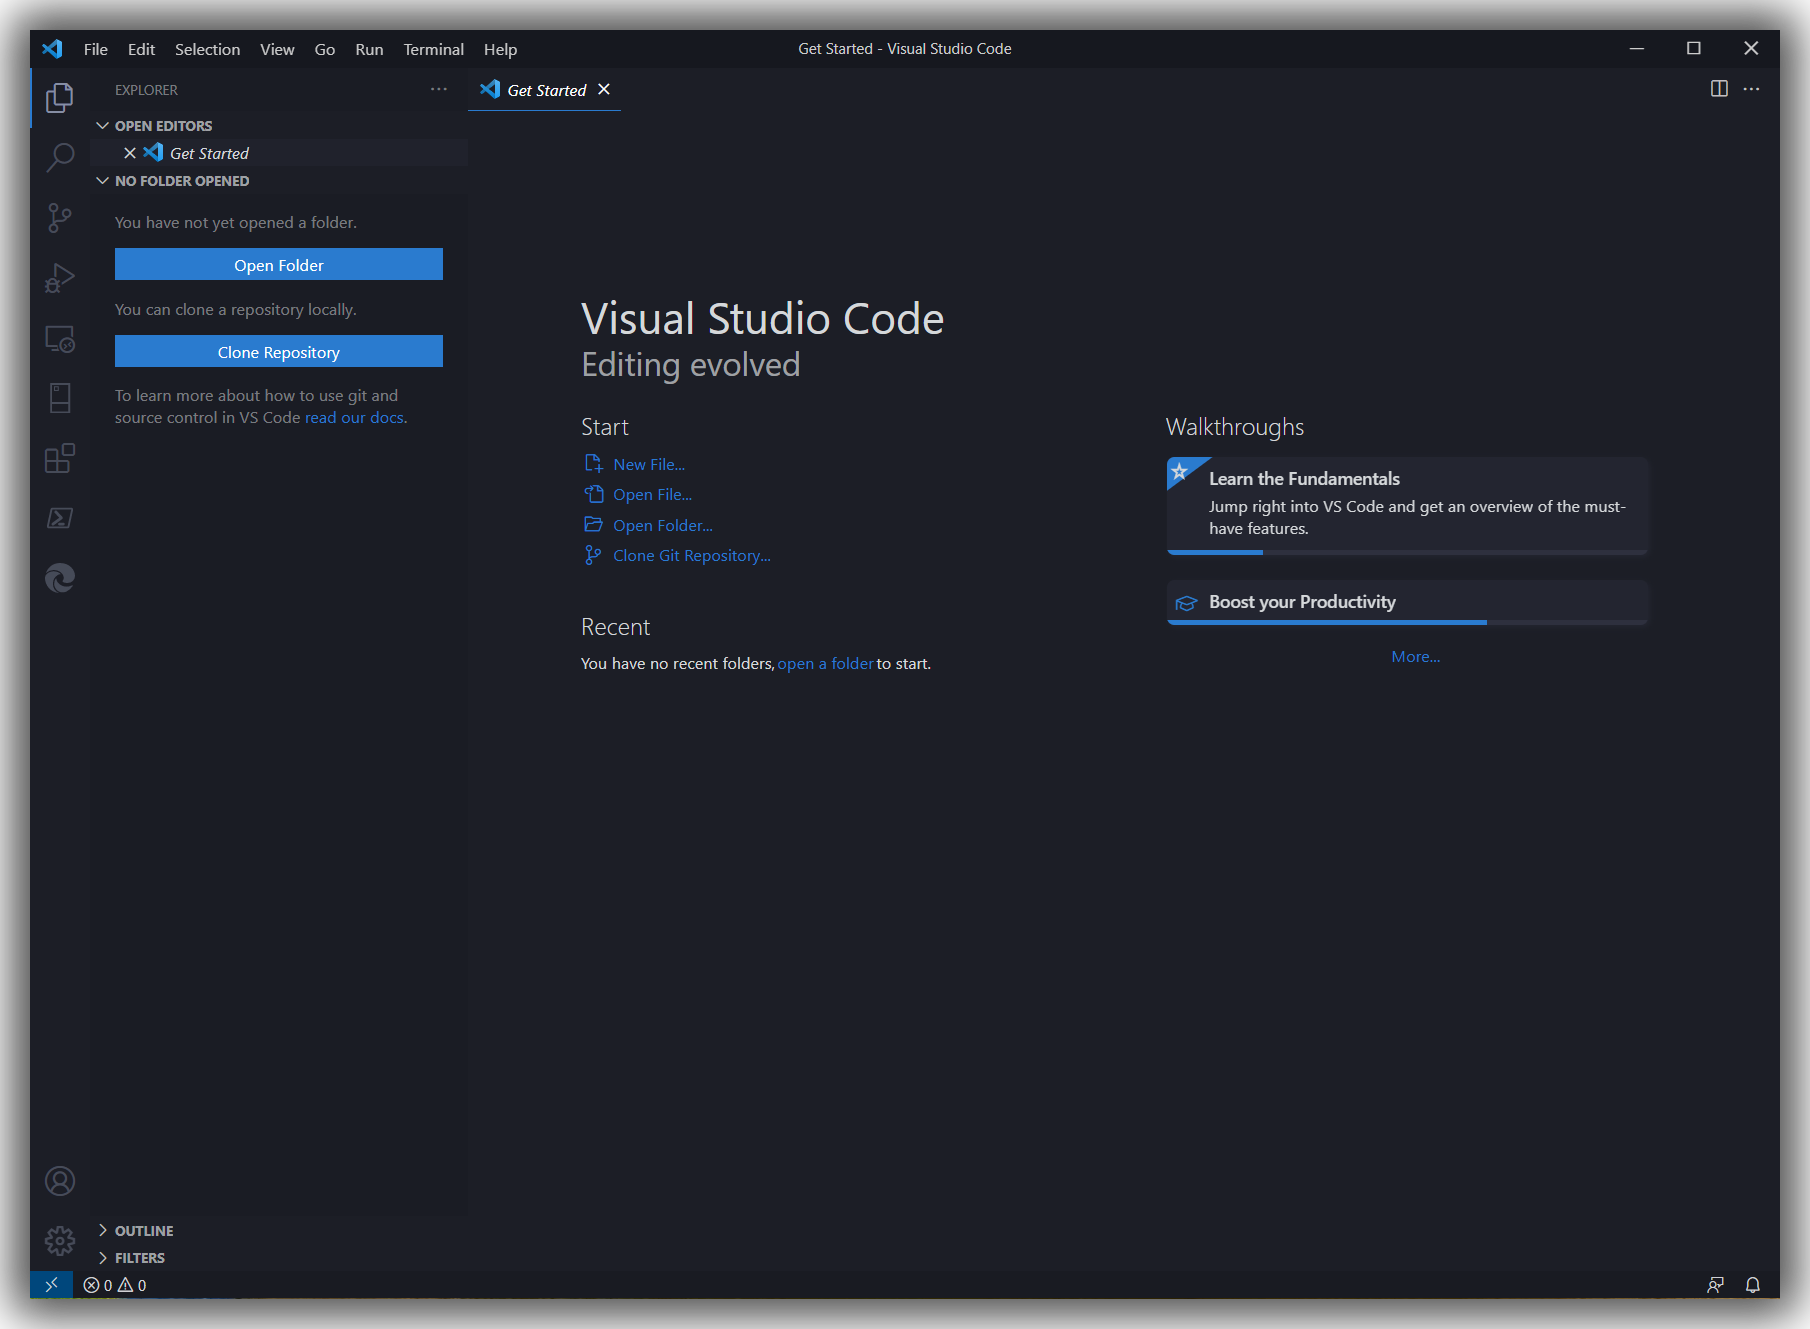 File Edit Selection View Go Run Terminal Help
Get Started - Visual Studio Code
EXPLORER
OPEN EDITORS
Get Started
NO FOLDER OPENED
You have not yet opened a folder.
Open Folder
You can clone a repository locally.
Clone Repository
To learn more about how to use git and
source control in VS Code read our docs.
OUTLINE
FILTERS
Get Started
Visual Studio Code
Editing evolved
Start
New File...
Open File...
Open Folder...
Clone Git Repository...
Recent
You have no recent folders, open a folder to start.
Walkthroughs
Learn the Fundamentals
Jump right into VS Code and get an overview of the must-
have features.
Boost your Productivity
More...
0 0